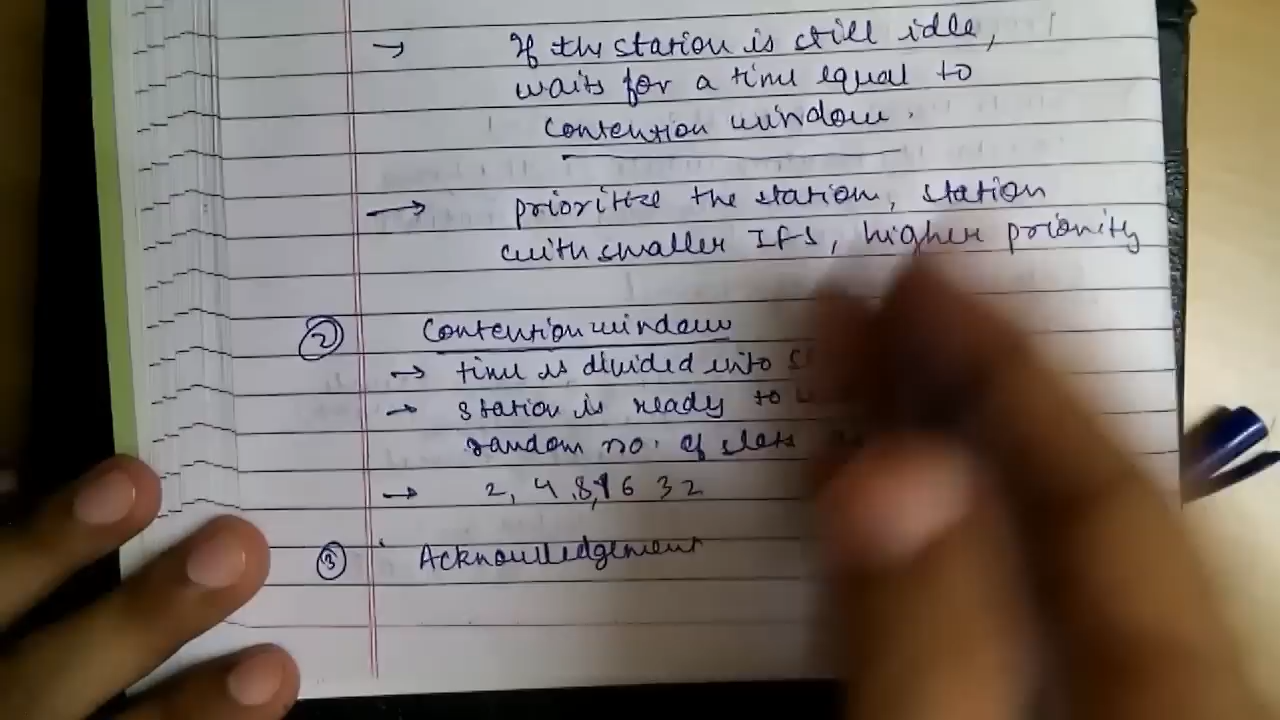 → If the station is still idle,
waits for a time equal to
contention window.
→ prioritize the station, station
with smaller IFS, higher priority
② Contention window
→ time is divided into
→ station is ready to
random no. of slots
→ 2, 4, 8, 16 32
③ Acknowledgement